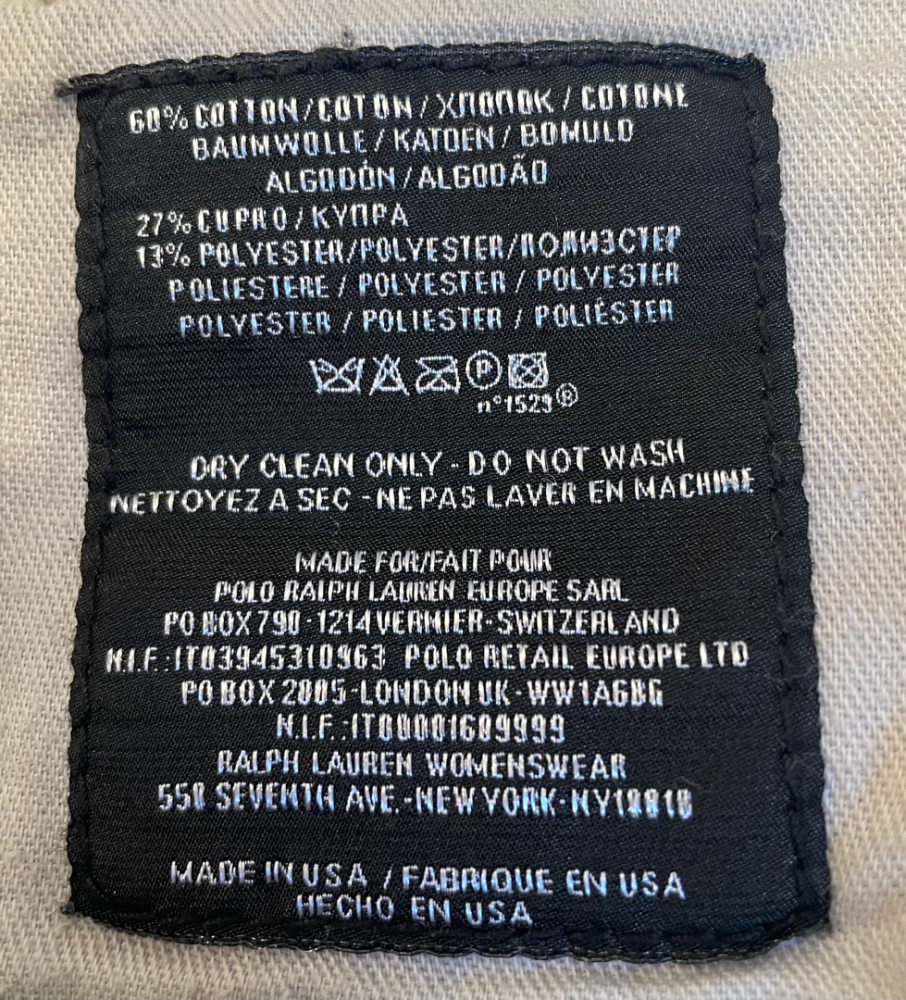 60% COTTON / COTON / ХЛОПОК / COTONE
BAUMWOLLE / KATOEN / BOMULD
ALGODÓN / ALGODÃO
27% CUPRO / КУПРА
13% POLYESTER/POLYESTER/ПОЛИЭСТЕР
POLIESTERE / POLYESTER / POLYESTER
POLYESTER / POLIESTER / POLIÉSTER
P
n°1523®
DRY CLEAN ONLY - DO NOT WASH
NETTOYEZ A SEC - NE PAS LAVER EN MACHINE
MADE FOR/FAIT POUR
POLO RALPH LAUREN EUROPE SARL
PO BOX 790 - 1214 VERNIER - SWITZERLAND
N.I.F.:IT03945310963 POLO RETAIL EUROPE LTD
PO BOX 2005 - LONDON UK - WW1A6BG
N.I.F.:IT00001689999
RALPH LAUREN WOMENSWEAR
550 SEVENTH AVE.-NEW YORK-NY10018
MADE IN USA / FABRIQUE EN USA
HECHO EN USA